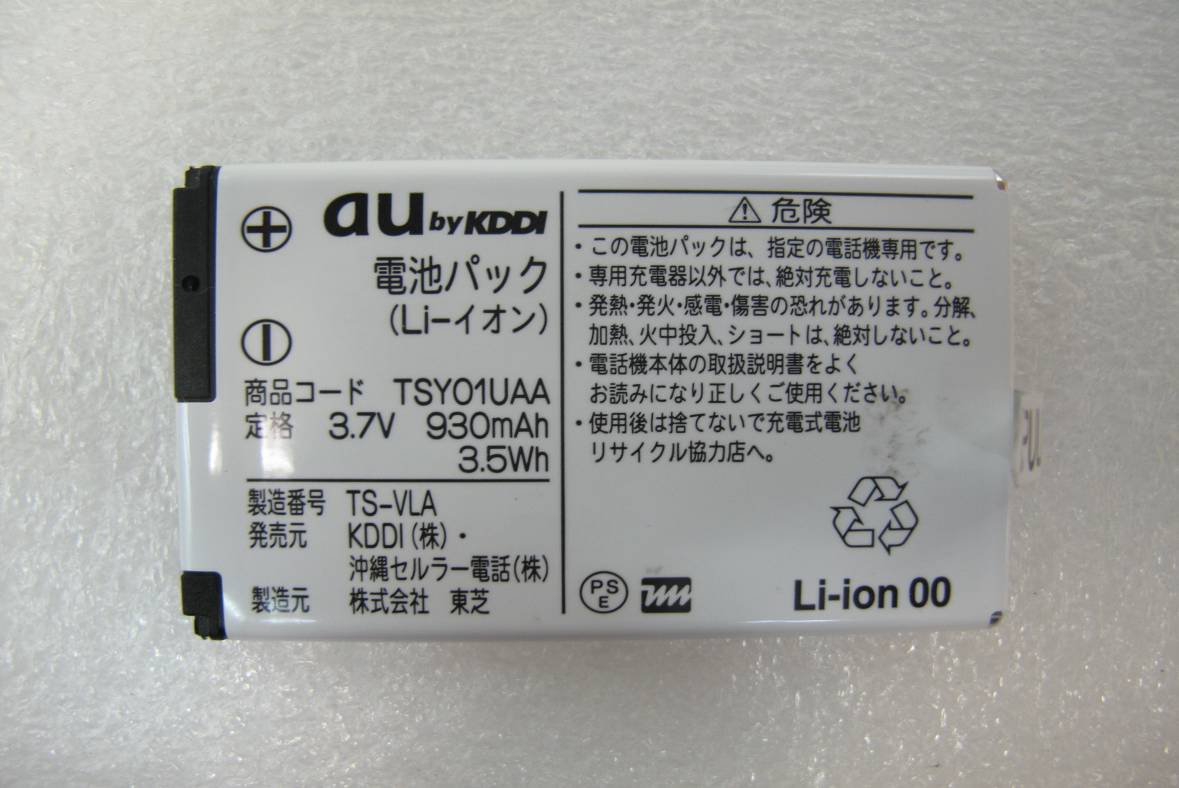 au by KDDI
電池パック
(Li-イオン)
商品コード TSY01UAA
定格 3.7V 930mAh
3.5Wh
製造番号 TS-VLA
発売元 KDDI(株)・
沖縄セルラー電話(株)
製造元 株式会社 東芝
危険
・この電池パックは、指定の電話機専用です。
・専用充電器以外では、絶対充電しないこと。
・発熱・発火・感電・傷害の恐れがあります。分解、
加熱、火中投入、ショートは、絶対しないこと。
・電話機本体の取扱説明書をよく
お読みになり正しくご使用ください。
・使用後は捨てないで充電式電池
リサイクル協力店へ。
PS
E
Li-ion 00